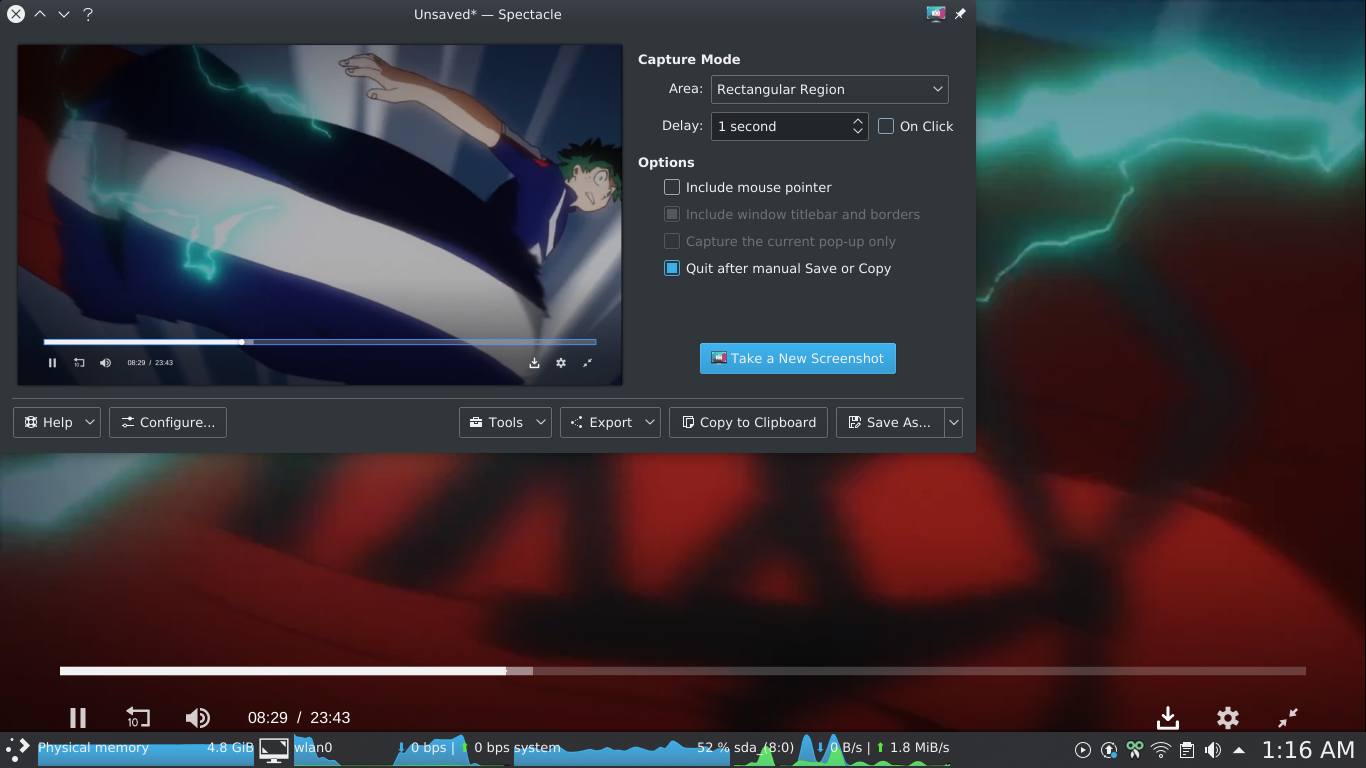 Unsaved* — Spectacle
Capture Mode
Area: Rectangular Region
Delay: 1 second On Click
Options
Include mouse pointer
Include window titlebar and borders
Capture the current pop-up only
Quit after manual Save or Copy
10 08:29 / 23:43
Take a New Screenshot
Help Configure... Tools Export Copy to Clipboard Save As...
10 08:29 / 23:43
Physical memory 4.8 GiB wlan0 0 bps | 0 bps system 52 % sda_(8:0) 0 B/s | 1.8 MiB/s 1:16 AM